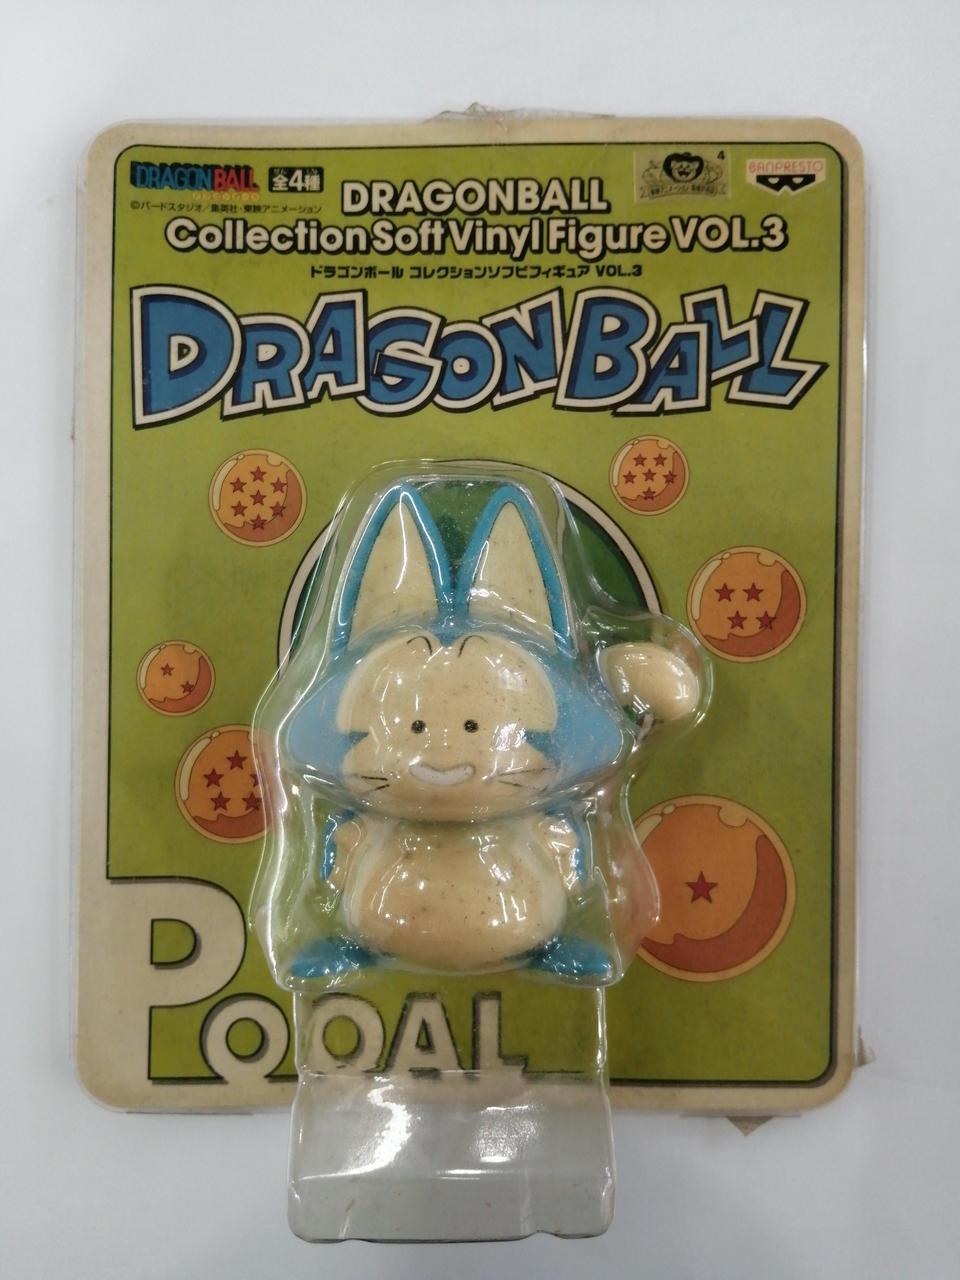 DRAGONBALL
全4種
©バードスタジオ／集英社・東映アニメーション
4
BANPRESTO
DRAGONBALL
Collection Soft Vinyl Figure VOL.3
ドラゴンボール コレクションソフビフィギュア VOL.3
DRAGONBALL
POOAL